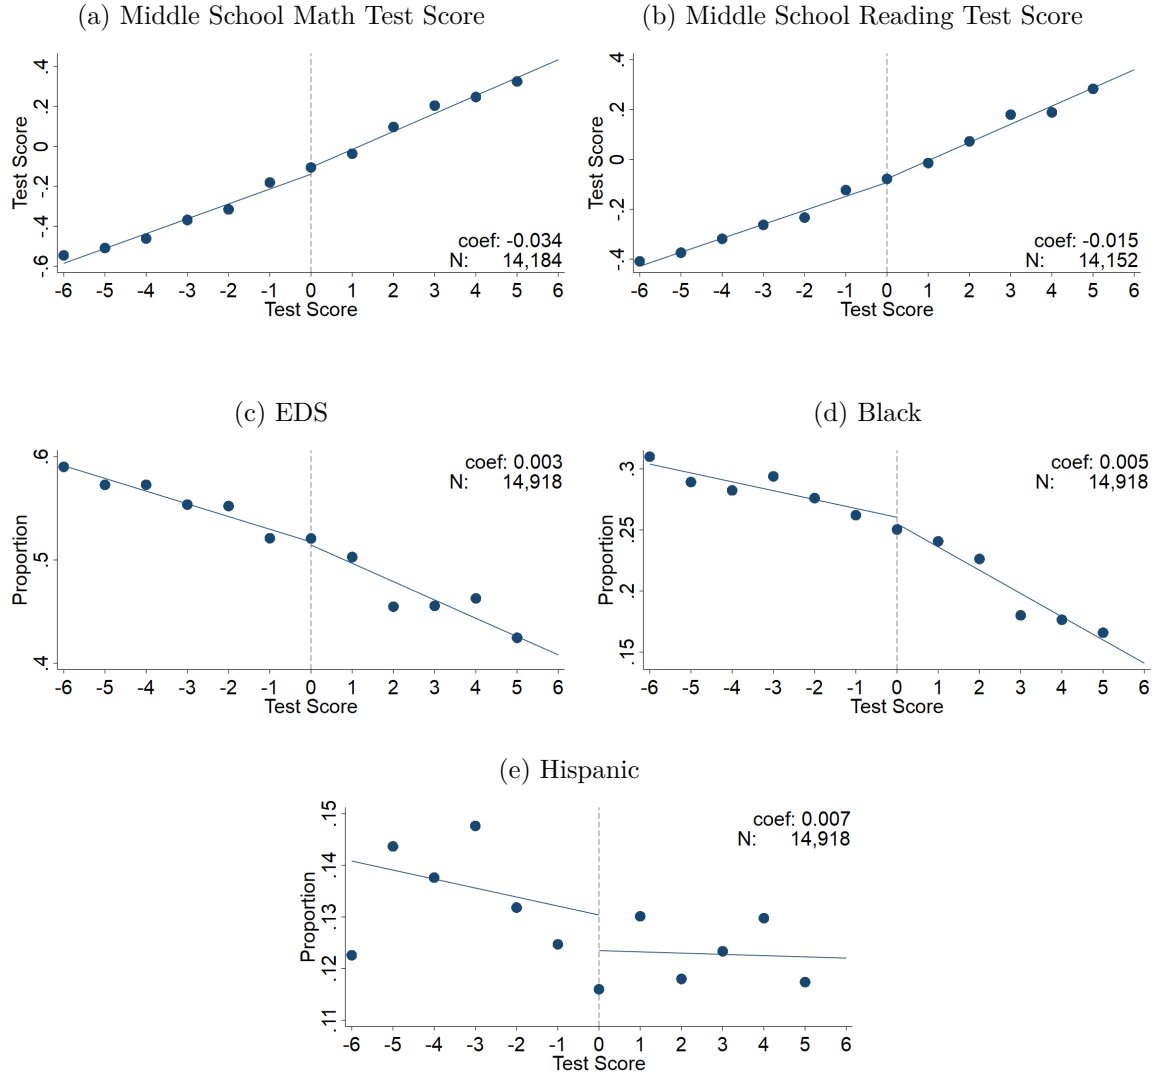 (a) Middle School Math Test Score
.4
.2
0
-.2
-.4
-.6
Test Score
coef: -0.034
N: 14,184
-6 -5 -4 -3 -2 -1 0 1 2 3 4 5 6
Test Score
(b) Middle School Reading Test Score
.4
.2
0
-.2
-.4
Test Score
coef: -0.015
N: 14,152
-6 -5 -4 -3 -2 -1 0 1 2 3 4 5 6
Test Score
(c) EDS
.6
.5
.4
Proportion
coef: 0.003
N: 14,918
-6 -5 -4 -3 -2 -1 0 1 2 3 4 5 6
Test Score
(d) Black
.3
.25
.2
.15
Proportion
coef: 0.005
N: 14,918
-6 -5 -4 -3 -2 -1 0 1 2 3 4 5 6
Test Score
(e) Hispanic
.15
.14
.13
.12
.11
Proportion
coef: 0.007
N: 14,918
-6 -5 -4 -3 -2 -1 0 1 2 3 4 5 6
Test Score